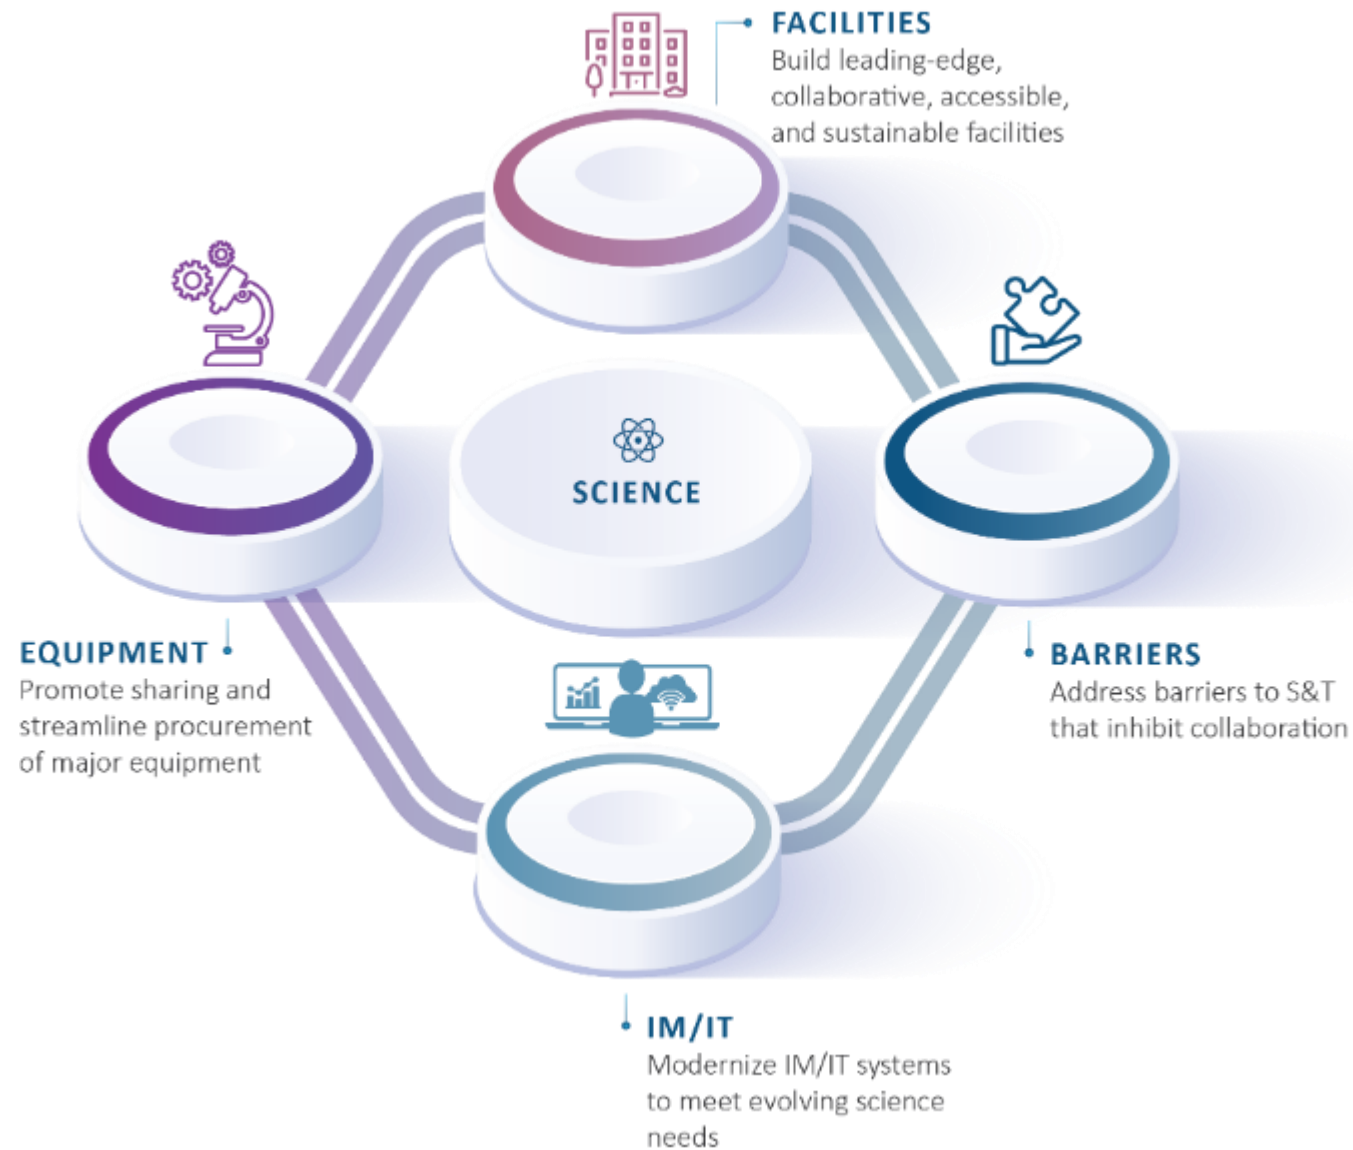 FACILITIES
Build leading-edge,
collaborative, accessible,
and sustainable facilities
SCIENCE
EQUIPMENT
Promote sharing and
streamline procurement
of major equipment
BARRIERS
Address barriers to S&T
that inhibit collaboration
IM/IT
Modernize IM/IT systems
to meet evolving science
needs